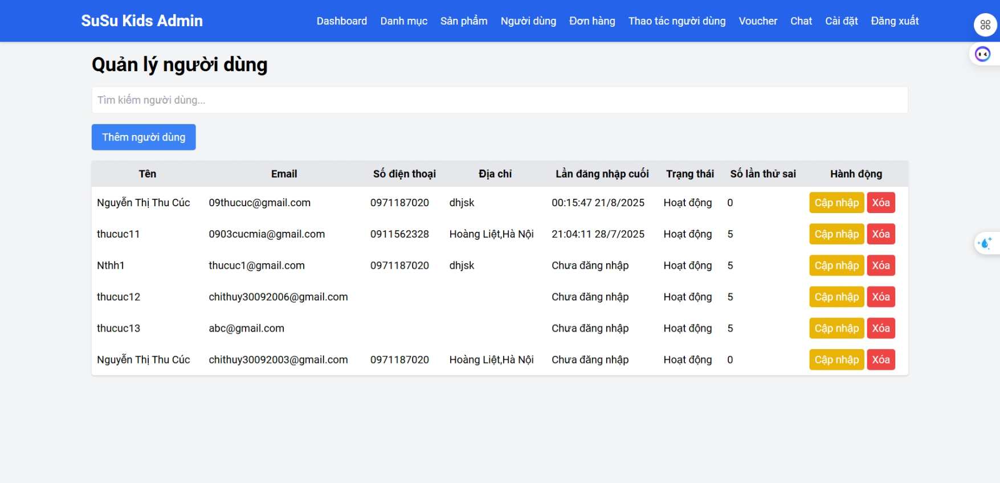 SuSu Kids Admin Dashboard Danh mục Sản phẩm Người dùng Đơn hàng Thao tác người dùng Voucher Chat Cài đặt Đăng xuất
Quản lý người dùng
Tìm kiếm người dùng...
Thêm người dùng
Tên Email Số điện thoại Địa chỉ Lần đăng nhập cuối Trạng thái Số lần thử sai Hành động
Nguyễn Thị Thu Cúc 09thucuc@gmail.com 0971187020 dhjsk 00:15:47 21/8/2025 Hoạt động 0 Cập nhập Xóa
thucuc11 0903cucmia@gmail.com 0911562328 Hoàng Liệt,Hà Nội 21:04:11 28/7/2025 Hoạt động 5 Cập nhập Xóa
Nthh1 thucuc1@gmail.com 0971187020 dhjsk Chưa đăng nhập Hoạt động 5 Cập nhập Xóa
thucuc12 chithuy30092006@gmail.com Chưa đăng nhập Hoạt động 5 Cập nhập Xóa
thucuc13 abc@gmail.com Chưa đăng nhập Hoạt động 5 Cập nhập Xóa
Nguyễn Thị Thu Cúc chithuy30092003@gmail.com 0971187020 Hoàng Liệt,Hà Nội Chưa đăng nhập Hoạt động 0 Cập nhập Xóa